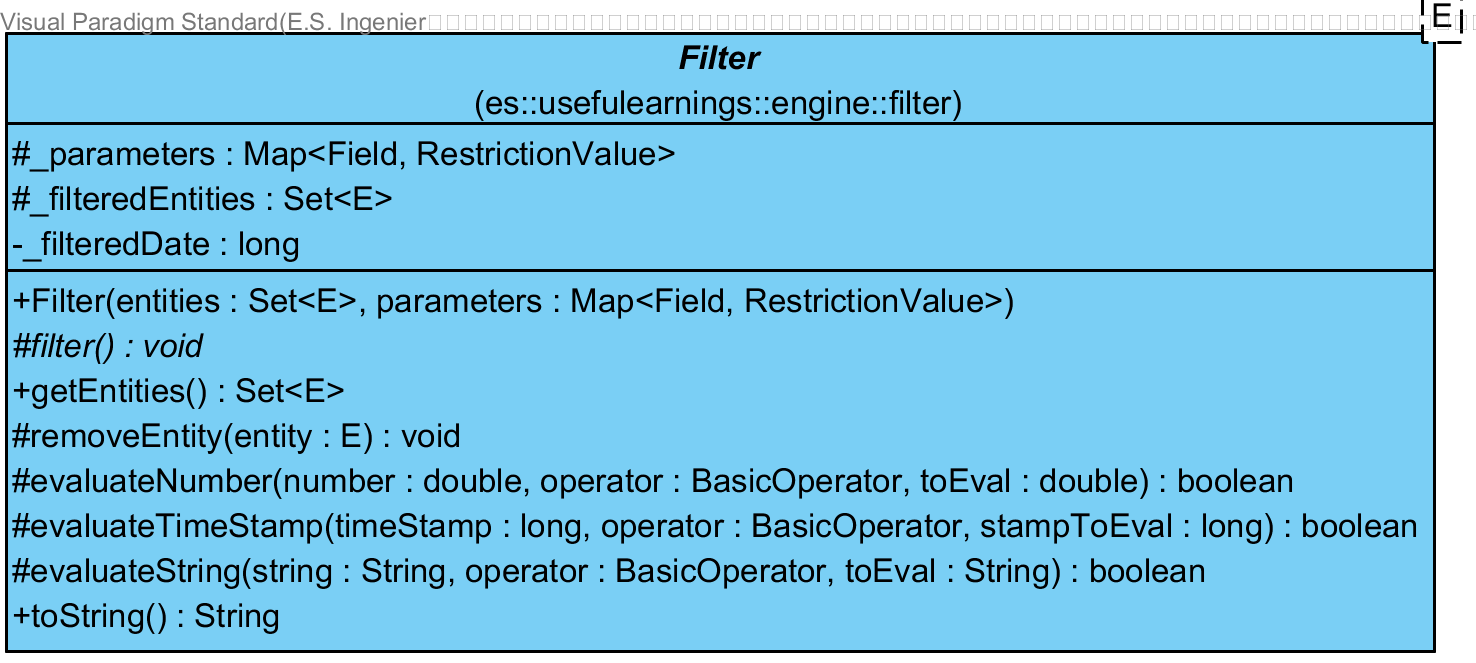 Visual Paradigm Standard(E.S. Ingenier
E
Filter
(es::usefulearnings::engine::filter)
#_parameters : Map<Field, RestrictionValue>
#_filteredEntities : Set<E>
-_filteredDate : long
+Filter(entities : Set<E>, parameters : Map<Field, RestrictionValue>)
#filter() : void
+getEntities() : Set<E>
#removeEntity(entity : E) : void
#evaluateNumber(number : double, operator : BasicOperator, toEval : double) : boolean
#evaluateTimeStamp(timeStamp : long, operator : BasicOperator, stampToEval : long) : boolean
#evaluateString(string : String, operator : BasicOperator, toEval : String) : boolean
+toString() : String